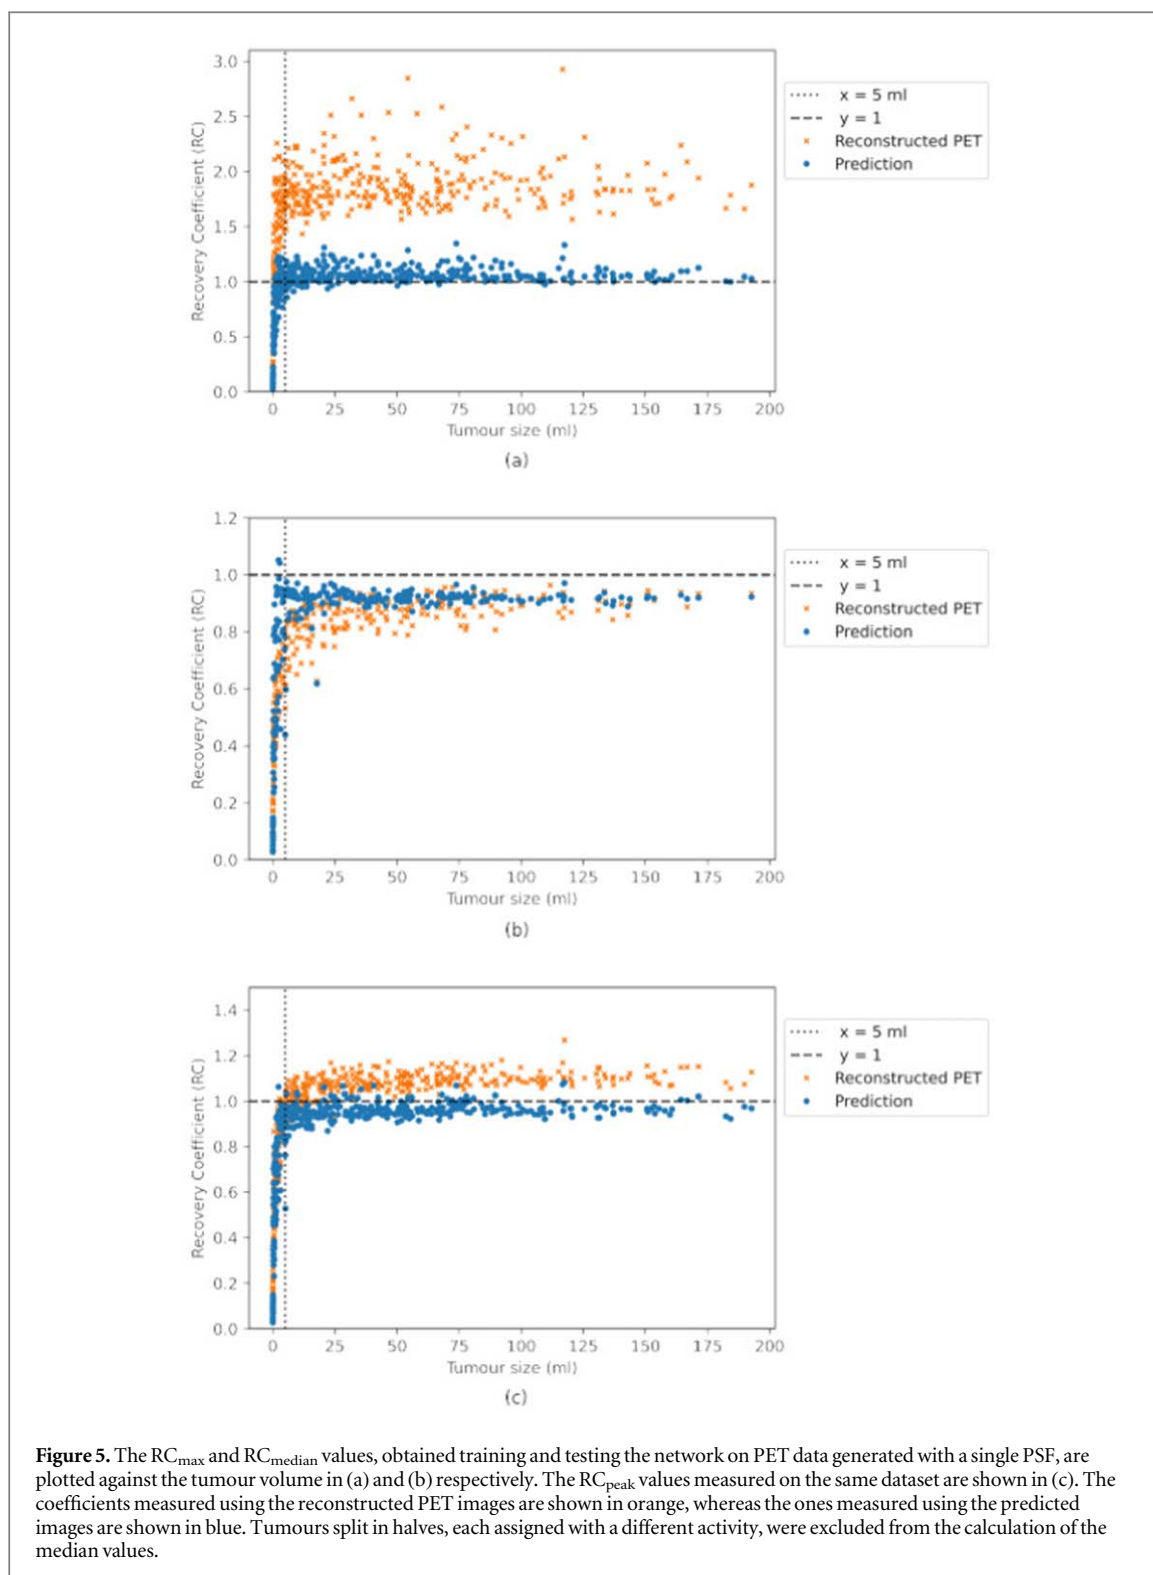 3.0
2.5
2.0
1.5
1.0
0.5
0.0
Recovery Coefficient (RC)
0 25 50 75 100 125 150 175 200
Tumour size (ml)
x = 5 ml
y = 1
Reconstructed PET
Prediction
(a)
1.2
1.0
0.8
0.6
0.4
0.2
0.0
Recovery Coefficient (RC)
0 25 50 75 100 125 150 175 200
Tumour size (ml)
x = 5 ml
y = 1
Reconstructed PET
Prediction
(b)
1.4
1.2
1.0
0.8
0.6
0.4
0.2
0.0
Recovery Coefficient (RC)
0 25 50 75 100 125 150 175 200
Tumour size (ml)
x = 5 ml
y = 1
Reconstructed PET
Prediction
(c)
Figure 5. The RCmax and RCmedian values, obtained training and testing the network on PET data generated with a single PSF, are
plotted against the tumour volume in (a) and (b) respectively. The RCpeak values measured on the same dataset are shown in (c). The
coefficients measured using the reconstructed PET images are shown in orange, whereas the ones measured using the predicted
images are shown in blue. Tumours split in halves, each assigned with a different activity, were excluded from the calculation of the
median values.